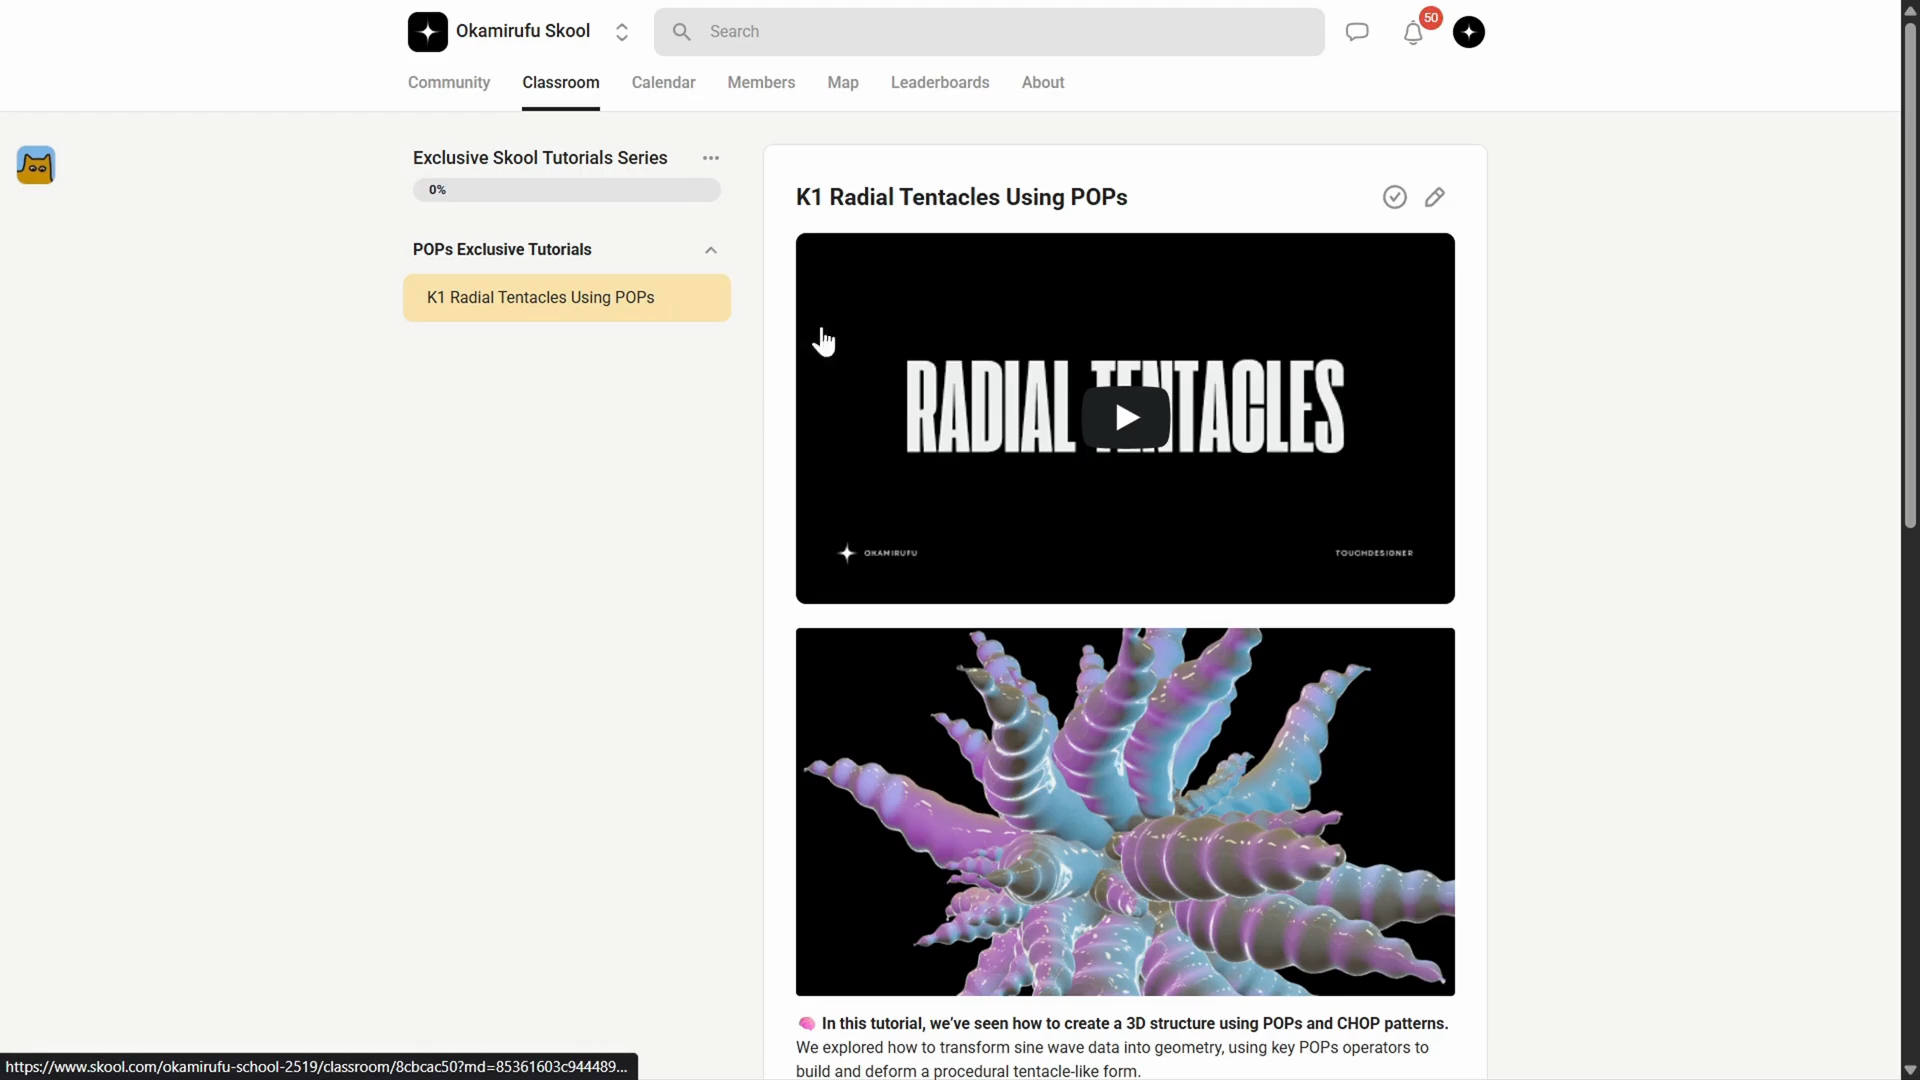 Okamirufu Skool
Search
50
Community
Classroom
Calendar
Members
Map
Leaderboards
About
Exclusive Skool Tutorials Series
0%
POPs Exclusive Tutorials
K1 Radial Tentacles Using POPs
K1 Radial Tentacles Using POPs
RADIAL TENTACLES
OKAMIRUFU
TOUCHDESIGNER
🧠 In this tutorial, we've seen how to create a 3D structure using POPs and CHOP patterns.
We explored how to transform sine wave data into geometry, using key POPs operators to
build and deform a procedural tentacle-like form.
https://www.skool.com/okamirufu-school-2519/classroom/8cbcac50?md=85361603c944489...